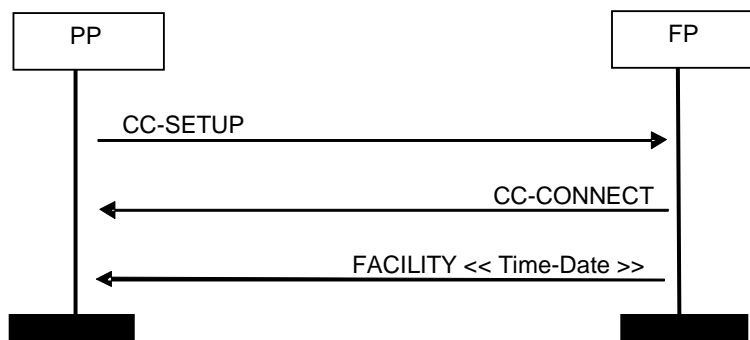 PP
FP
CC-SETUP
CC-CONNECT
FACILITY << Time-Date >>